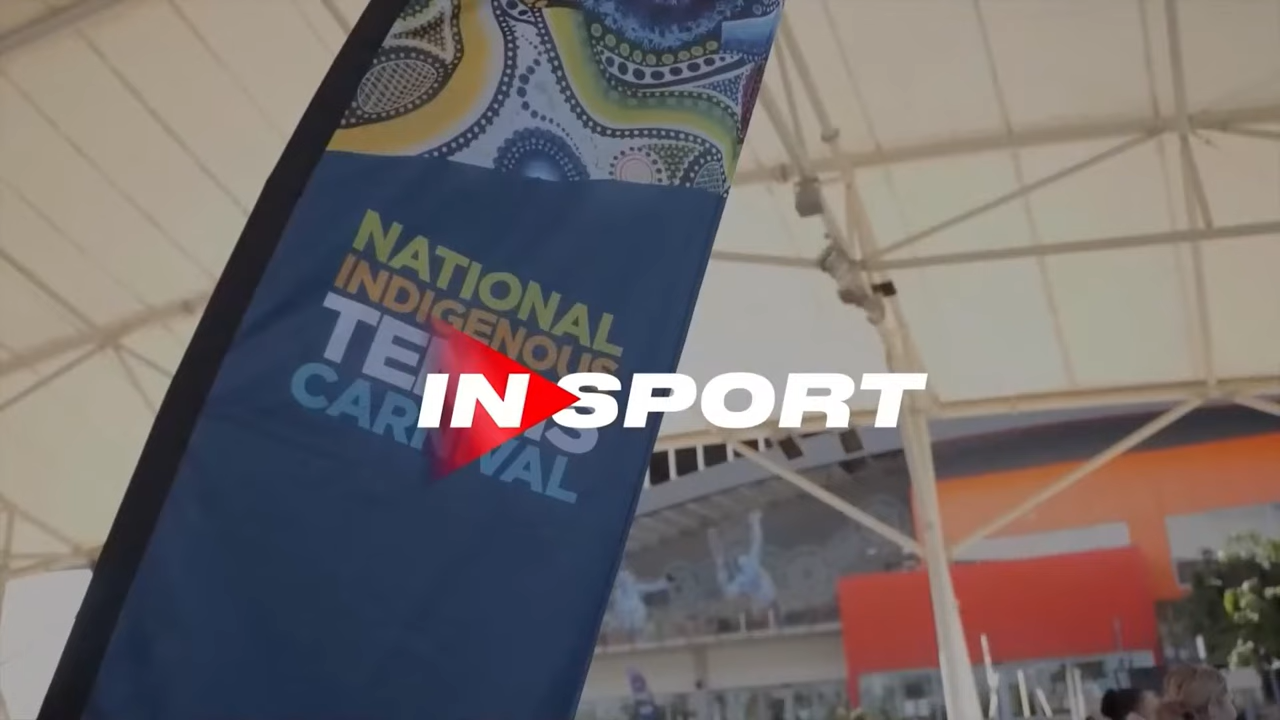 NATIONAL
INDIGENOUS
TENNIS
CARNIVAL
IN SPORT